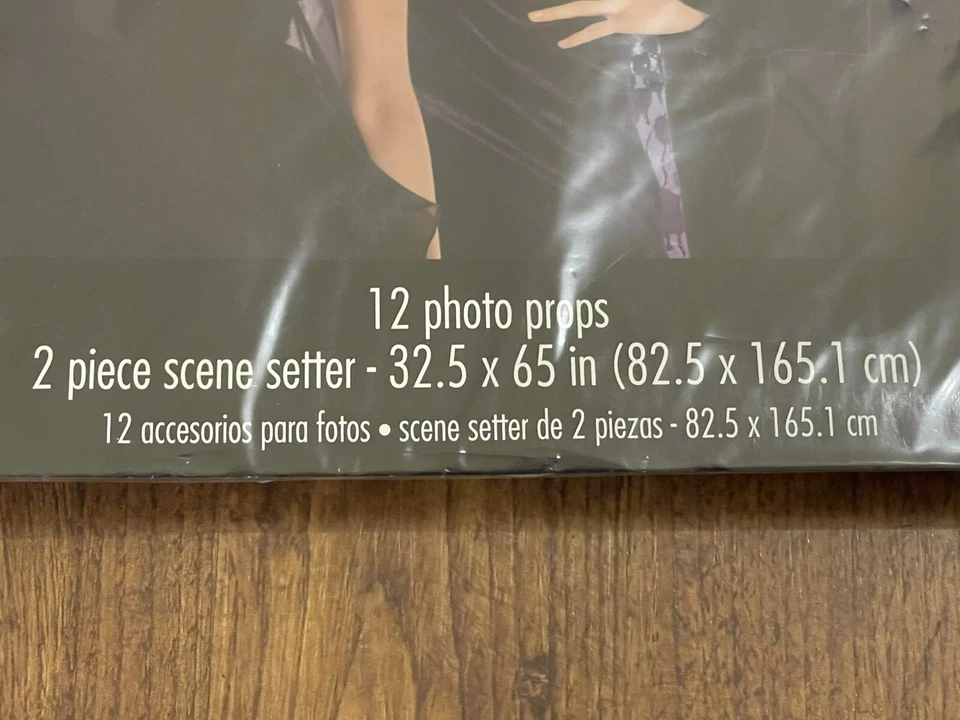 12 photo props
2 piece scene setter - 32.5 x 65 in (82.5 x 165.1 cm)
12 accesorios para fotos • scene setter de 2 piezas - 82.5 x 165.1 cm